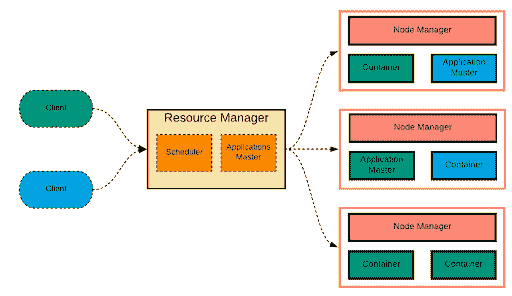 Client
Client
Resource Manager
Scheduler
Applications
Master
Node Manager
Container
Application
Master
Node Manager
Application
Master
Container
Node Manager
Container
Container